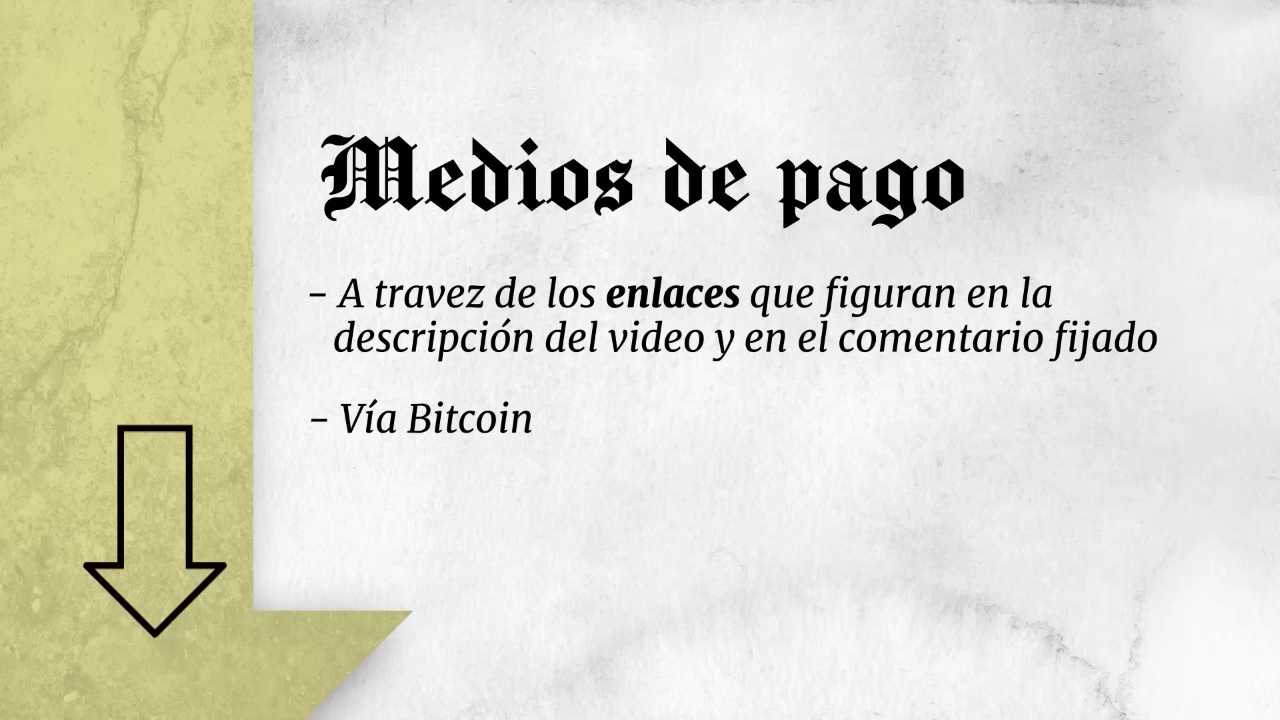 Medios de pago
– A travez de los enlaces que figuran en la
descripción del video y en el comentario fijado
– Vía Bitcoin